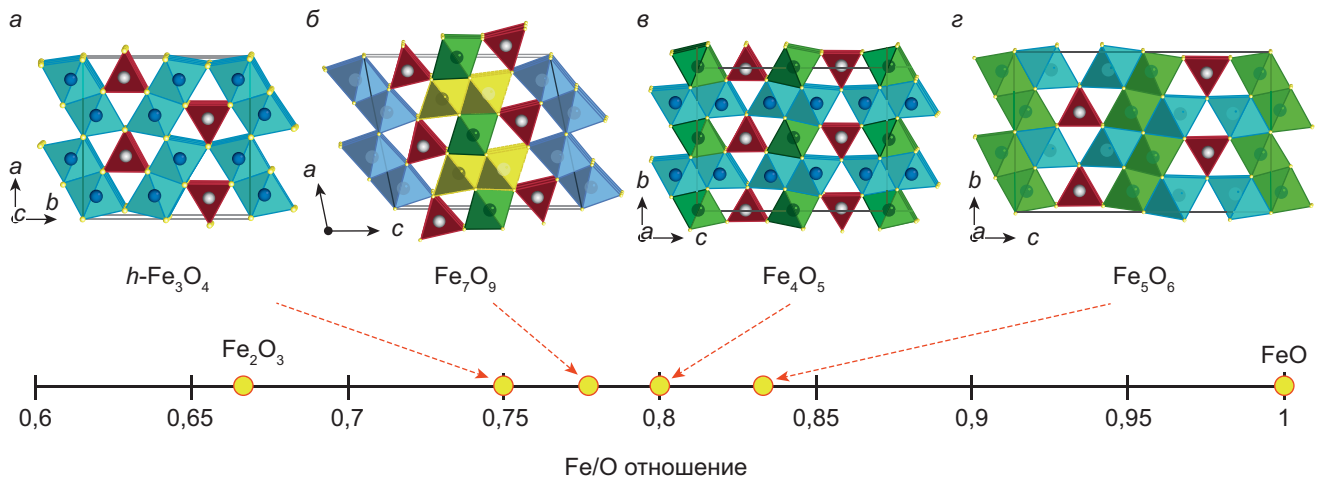 а б в г
a c b
a c
b a c
b a c
h-Fe₃O₄ Fe₇O₉ Fe₄O₅ Fe₅O₆
Fe₂O₃ FeO
0,6 0,65 0,7 0,75 0,8 0,85 0,9 0,95 1
Fe/O отношение